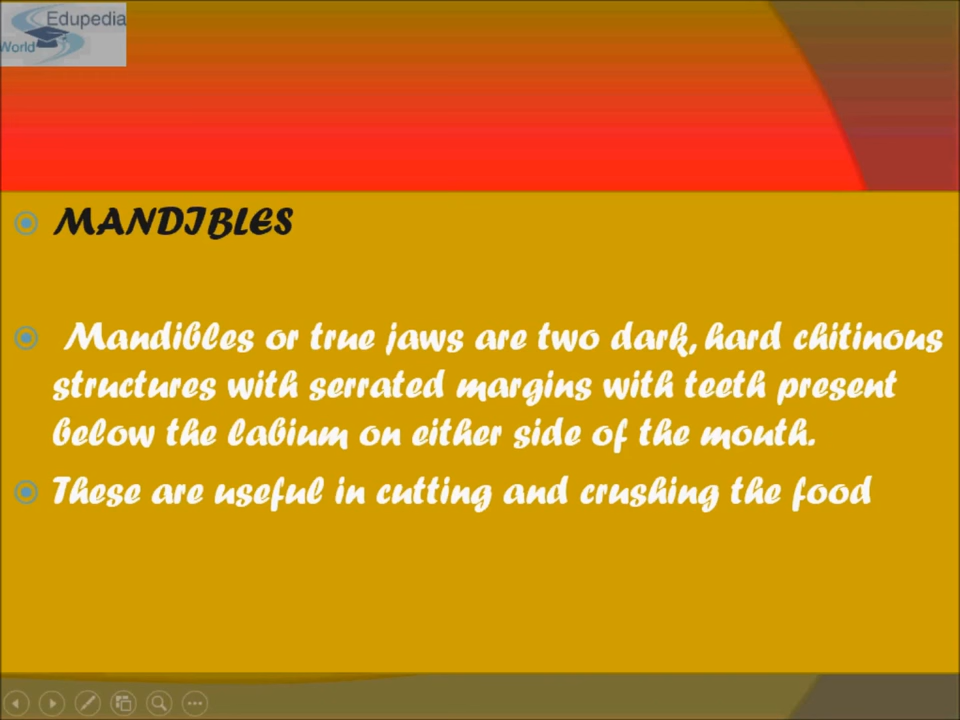 Edupedia
World
MANDIBLES
Mandibles or true jaws are two dark, hard chitinous
structures with serrated margins with teeth present
below the labium on either side of the mouth.
These are useful in cutting and crushing the food